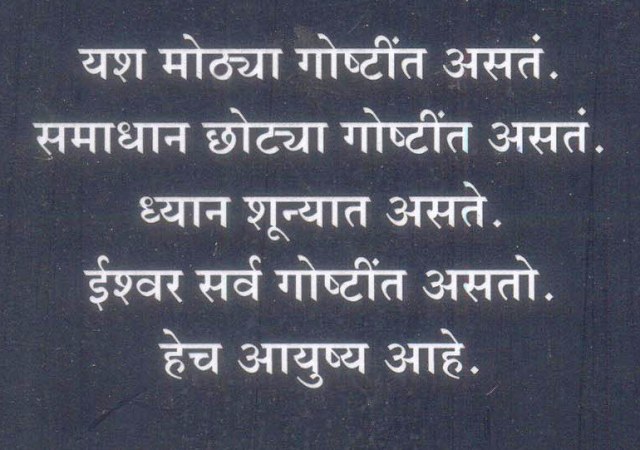 यश मोठ्या गोष्टींत असतं.
समाधान छोट्या गोष्टींत असतं.
ध्यान शून्यात असते.
ईश्वर सर्व गोष्टींत असतो.
हेच आयुष्य आहे.